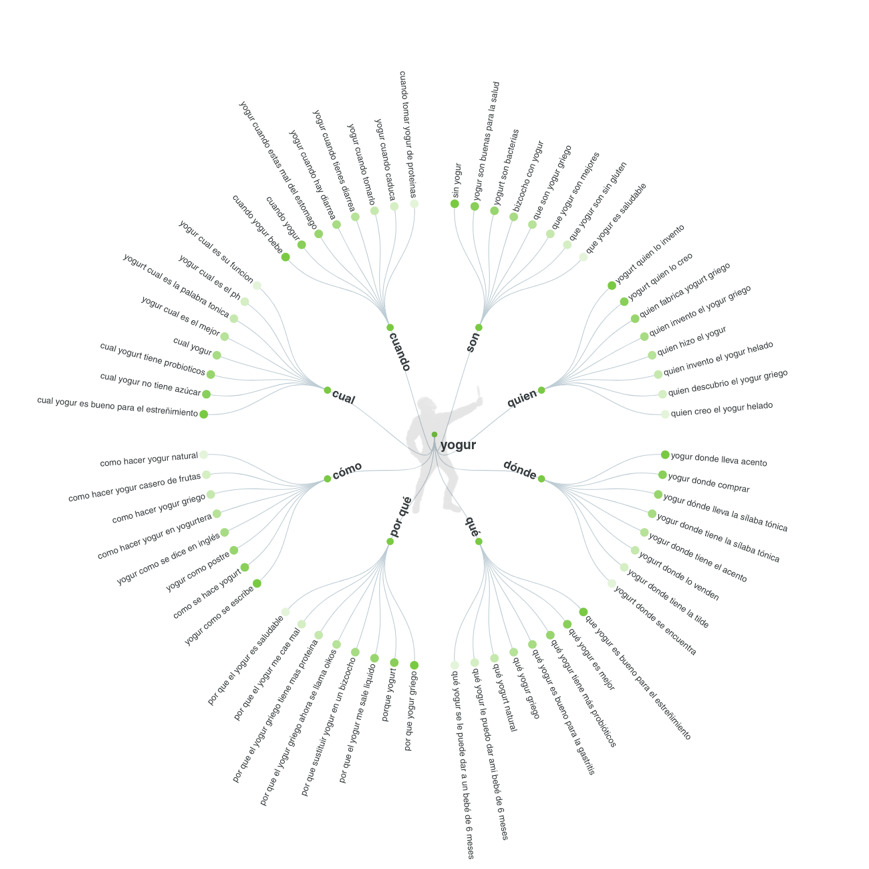 yogur
son
sin yogur
yogur son buenas para la salud
yogurt son bacterias
bizcocho con yogur
que son yogur griego
que yogur son mejores
que yogur son sin gluten
que yogur es saludable
quien
yogurt quien lo invento
yogurt quien lo creo
quien fabrica yogurt griego
quien invento el yogur griego
quien hizo el yogur
quien invento el yogur helado
quien descubrio el yogur griego
quien creo el yogur helado
dónde
yogur donde lleva acento
yogur donde comprar
yogur dónde lleva la sílaba tónica
yogur donde tiene la sílaba tónica
yogur donde tiene el acento
yogurt donde lo venden
yogur donde tiene la tilde
yogurt donde se encuentra
qué
que yogur es bueno para el estreñimiento
qué yogur es mejor
qué yogur tiene más probióticos
qué yogur es bueno para la gastritis
qué yogur griego
qué yogurt natural
qué yogur le puedo dar ami bebé de 6 meses
qué yogur se le puede dar a un bebé de 6 meses
por qué
por que yogur griego
porque yogurt
por que el yogur me sale liquido
por que sustituir yogur en un bizcocho
por que el yogur griego ahora se llama oikos
por que el yogur griego tiene mas proteina
por que el yogur me cae mal
por que el yogur es saludable
cómo
yogur como se escribe
como se hace yogurt
yogur como postre
yogur como se dice en inglés
como hacer yogur en yogurtera
como hacer yogur griego
como hacer yogur casero de frutas
como hacer yogur natural
cual
cual yogur es bueno para el estreñimiento
cual yogur no tiene azúcar
cual yogurt tiene probioticos
cual yogur
yogur cual es el mejor
yogurt cual es la palabra tonica
yogur cual es el ph
yogur cual es su funcion
cuando
cuando yogur bebe
cuando yogur
yogur cuando estas mal del estomago
yogur cuando hay diarrea
yogur cuando tienes diarrea
yogur cuando tomarlo
yogur cuando caduca
cuando tomar yogur de proteinas